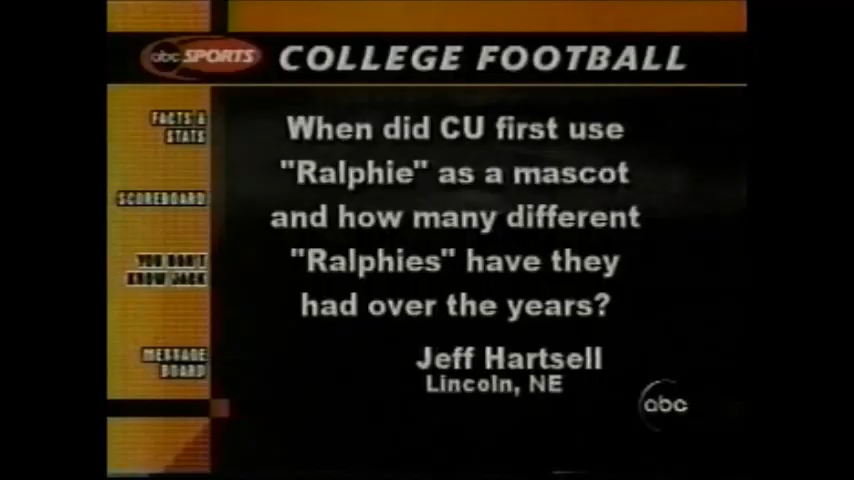 abc SPORTS COLLEGE FOOTBALL
FACTS &
STATS
SCOREBOARD
YOU DON'T
KNOW JACK
MESSAGE
BOARD
When did CU first use
"Ralphie" as a mascot
and how many different
"Ralphies" have they
had over the years?
Jeff Hartsell
Lincoln, NE
abc